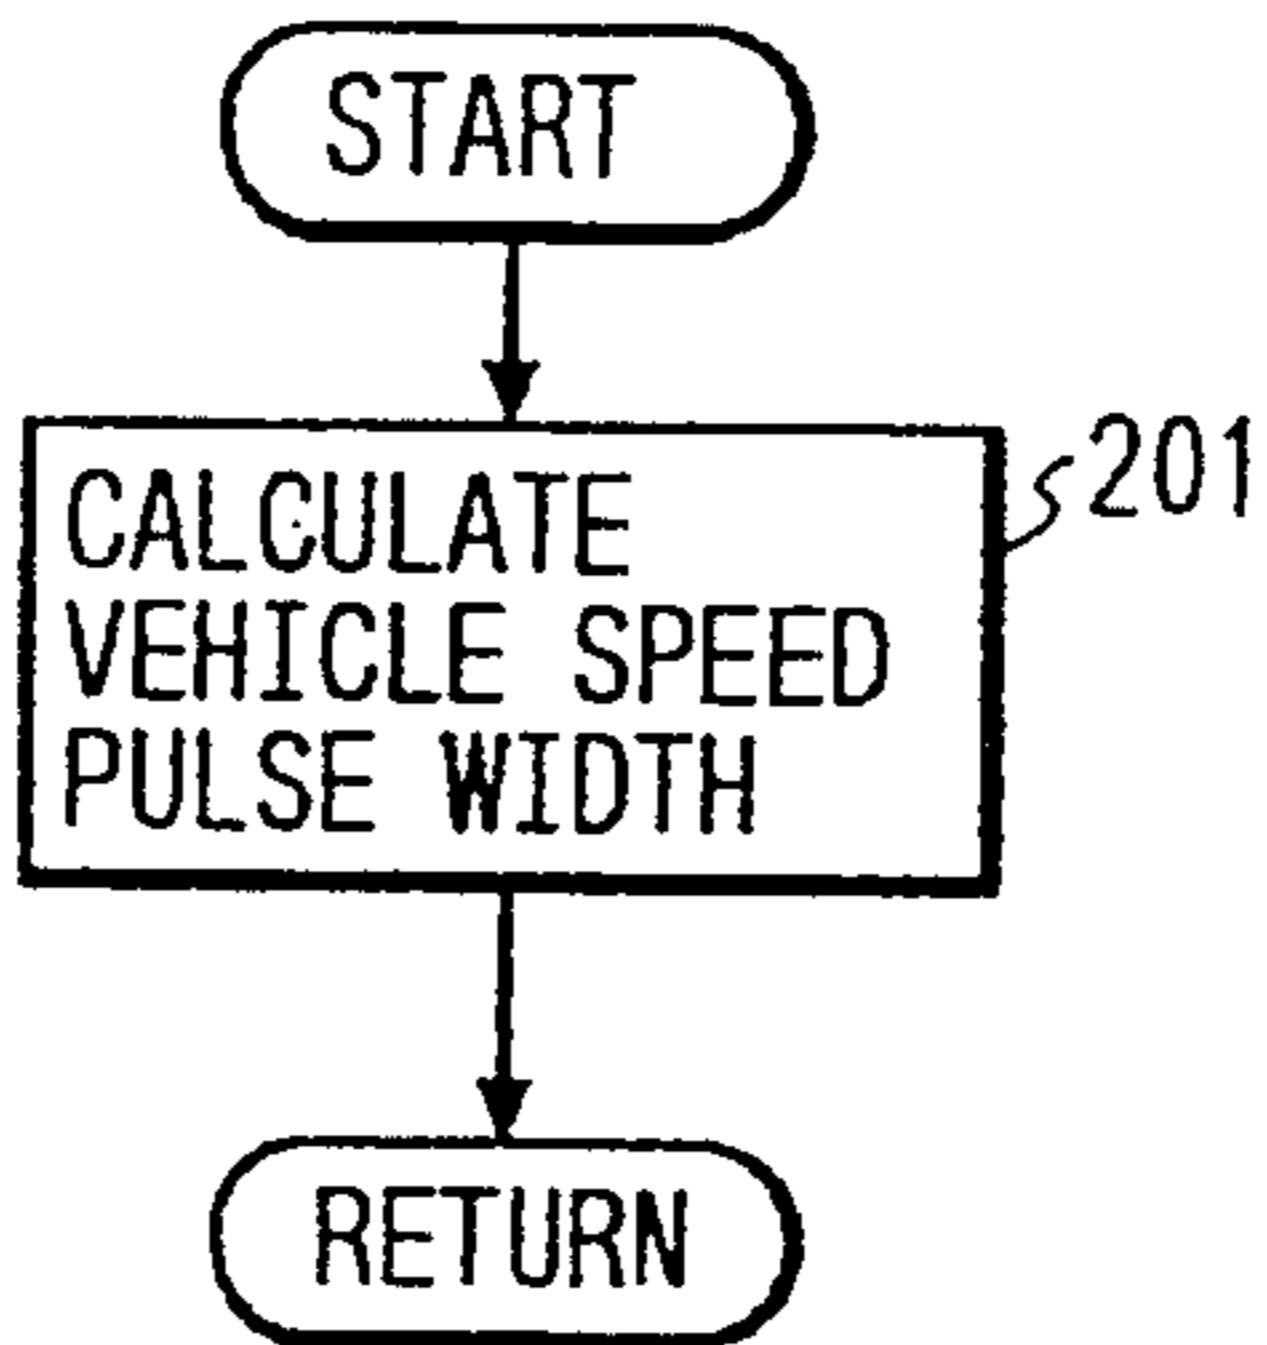 START
CALCULATE
VEHICLE SPEED
PULSE WIDTH
201
RETURN